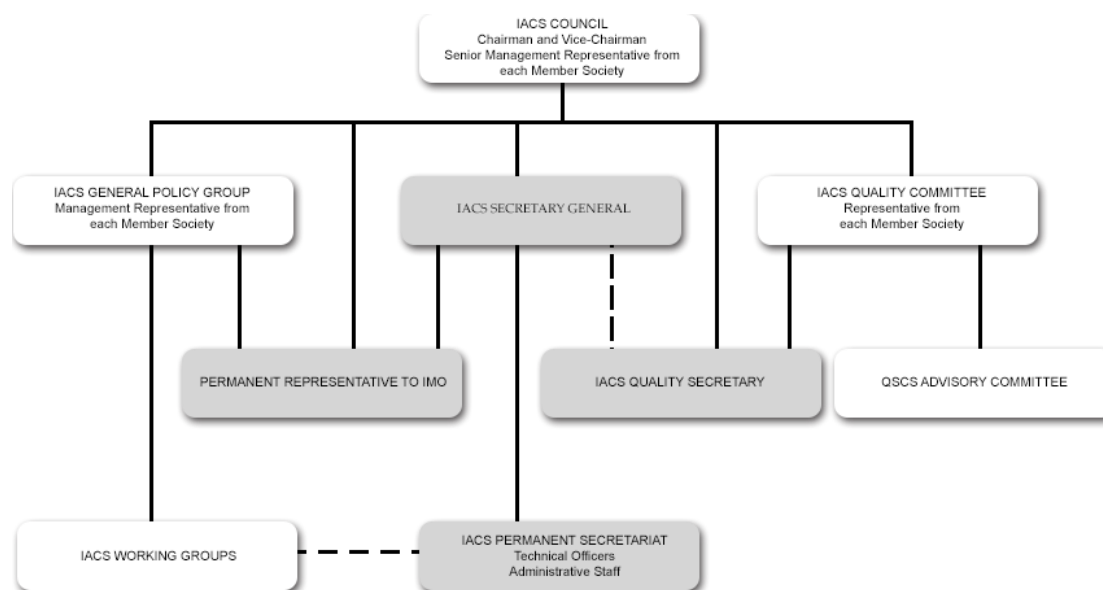 IACS COUNCIL
Chairman and Vice-Chairman
Senior Management Representative from
each Member Society
IACS GENERAL POLICY GROUP
Management Representative from
each Member Society
IACS SECRETARY GENERAL
IACS QUALITY COMMITTEE
Representative from
each Member Society
PERMANENT REPRESENTATIVE TO IMO
IACS QUALITY SECRETARY
QSCS ADVISORY COMMITTEE
IACS WORKING GROUPS
IACS PERMANENT SECRETARIAT
Technical Officers
Administrative Staff